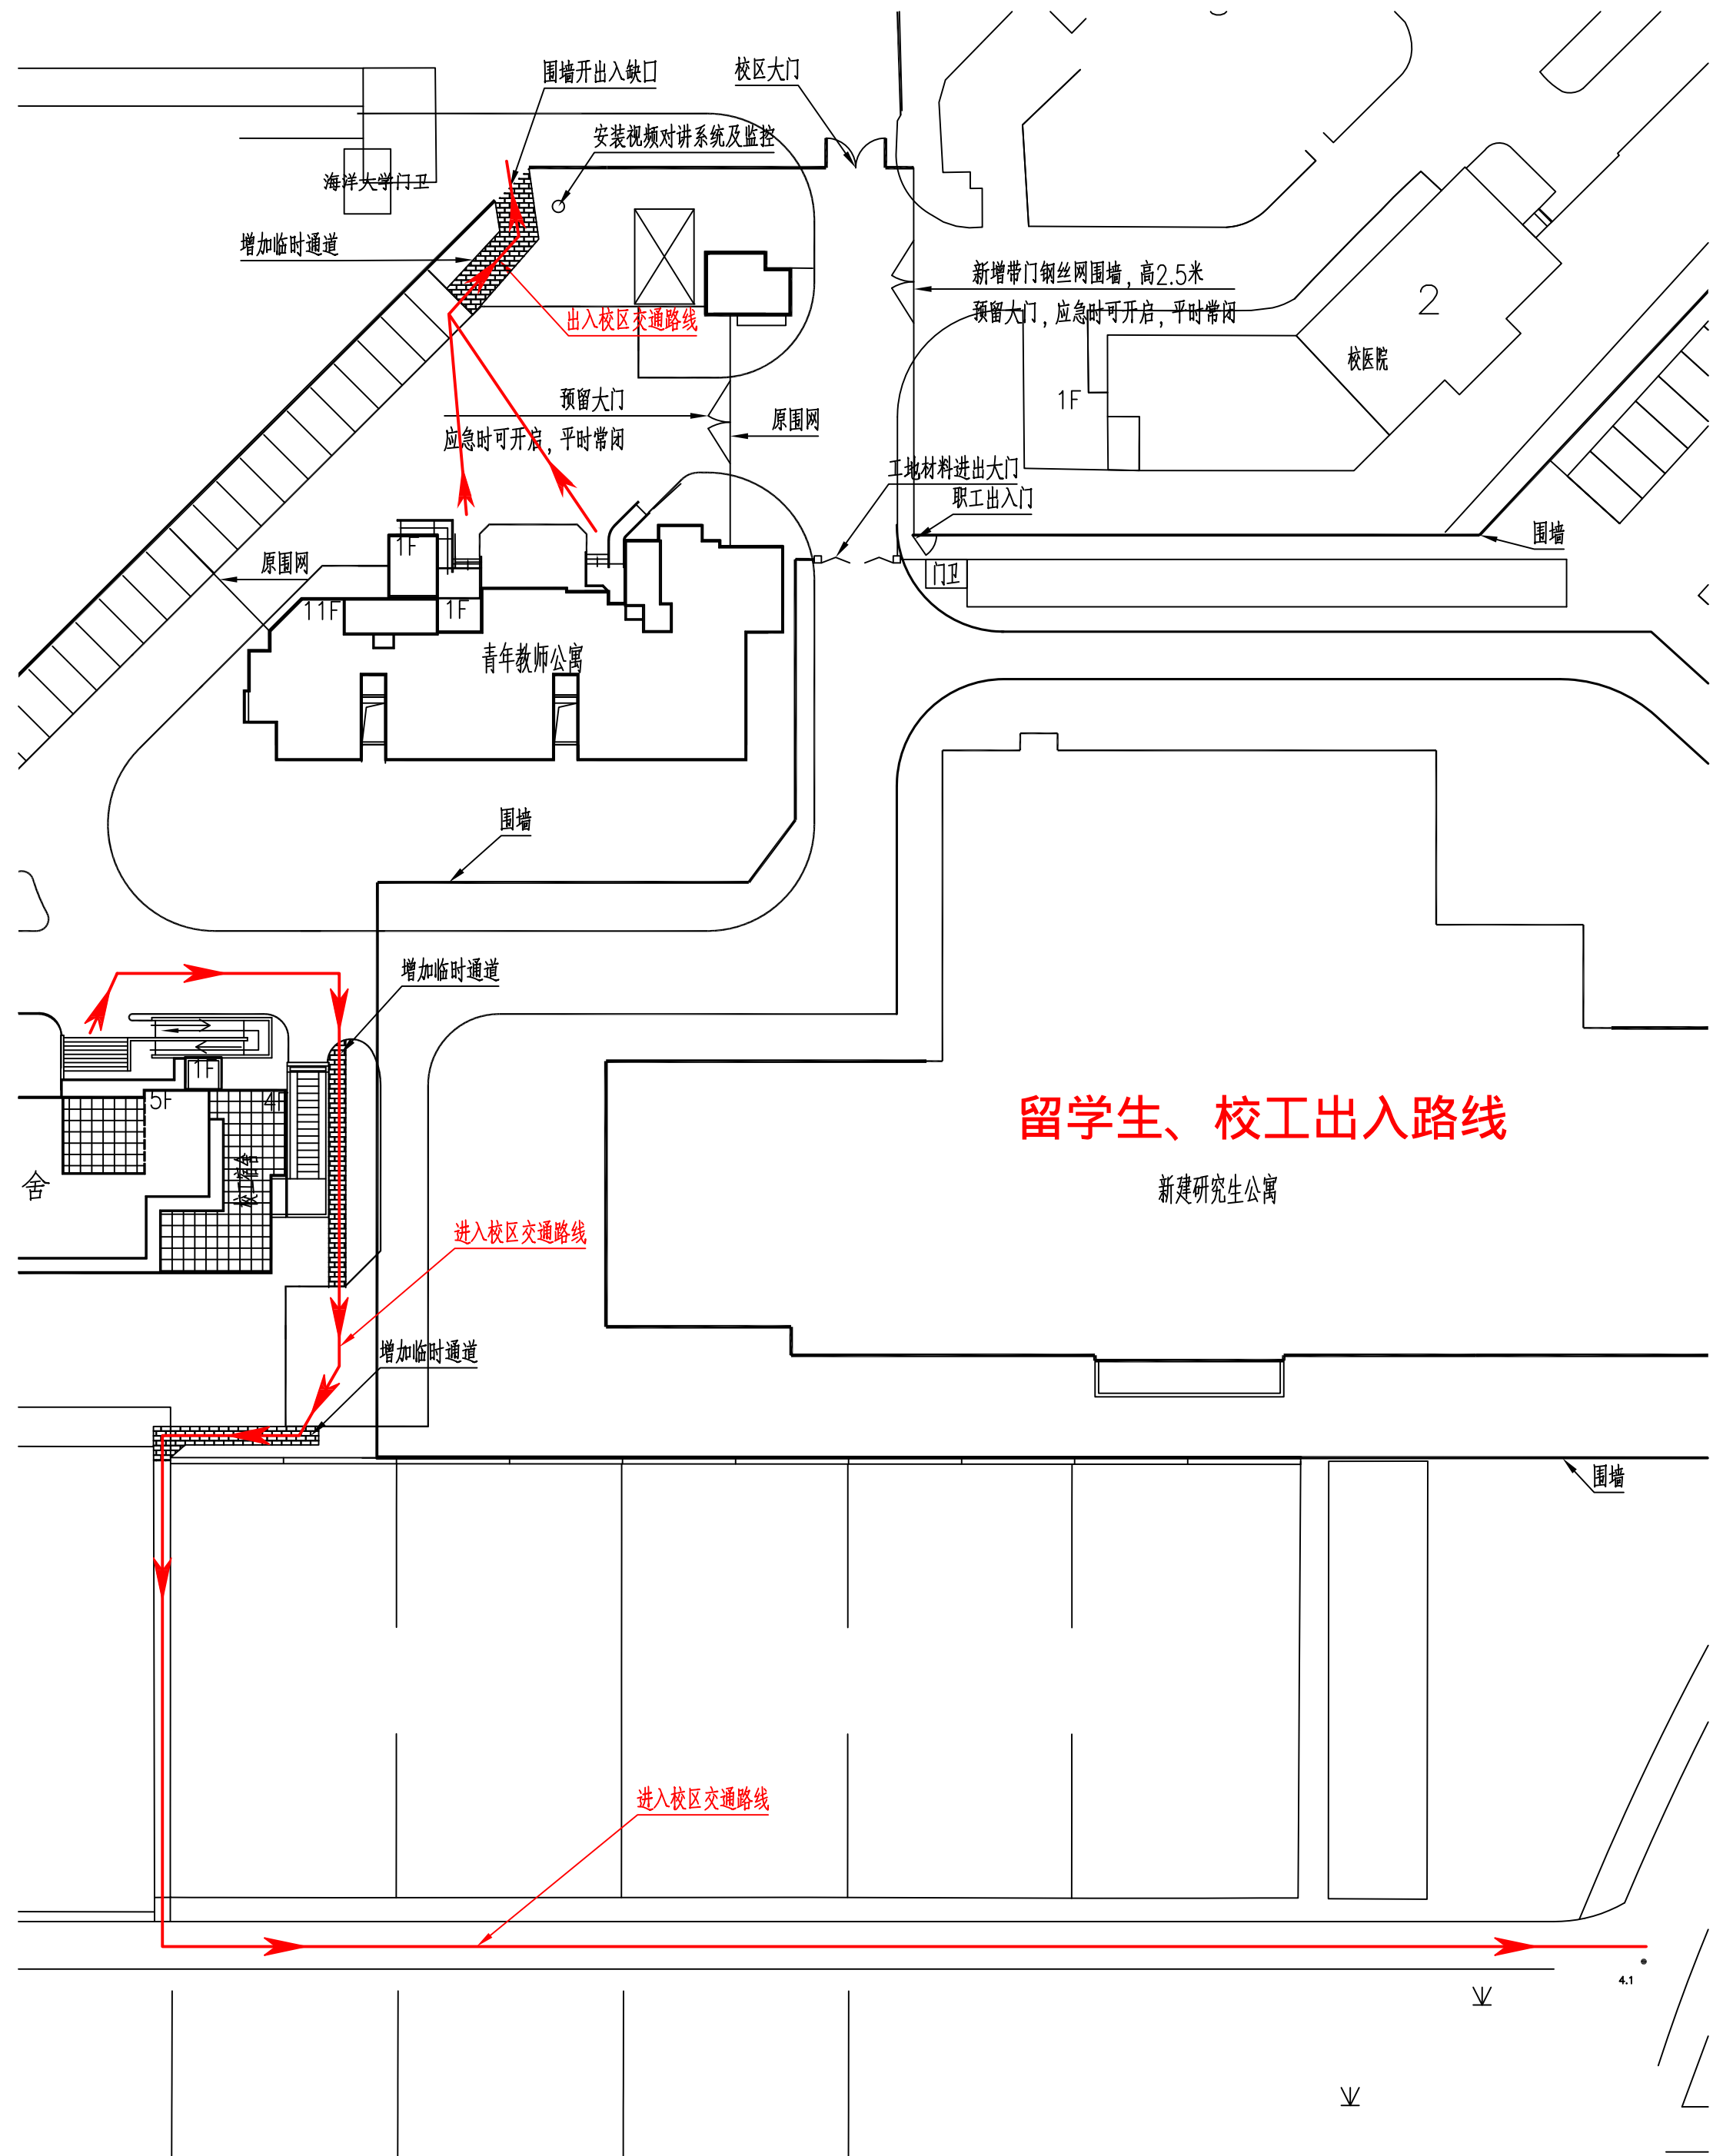 围墙开出入缺口
校区大门
安装视频对讲系统及监控
海洋大学门卫
增加临时通道
新增带门钢丝网围墙，高2.5米
预留大门，应急时可开启，平时常闭
2
出入校区交通路线
校医院
1F
预留大门
应急时可开启，平时常闭
原围网
工地材料进出大门
职工出入门
围墙
1F
原围网
门卫
11F
1F
青年教师公寓
围墙
增加临时通道
1F
5F
4F
留学生、校工出入路线
校工宿舍
舍
新建研究生公寓
进入校区交通路线
增加临时通道
围墙
进入校区交通路线
4.1